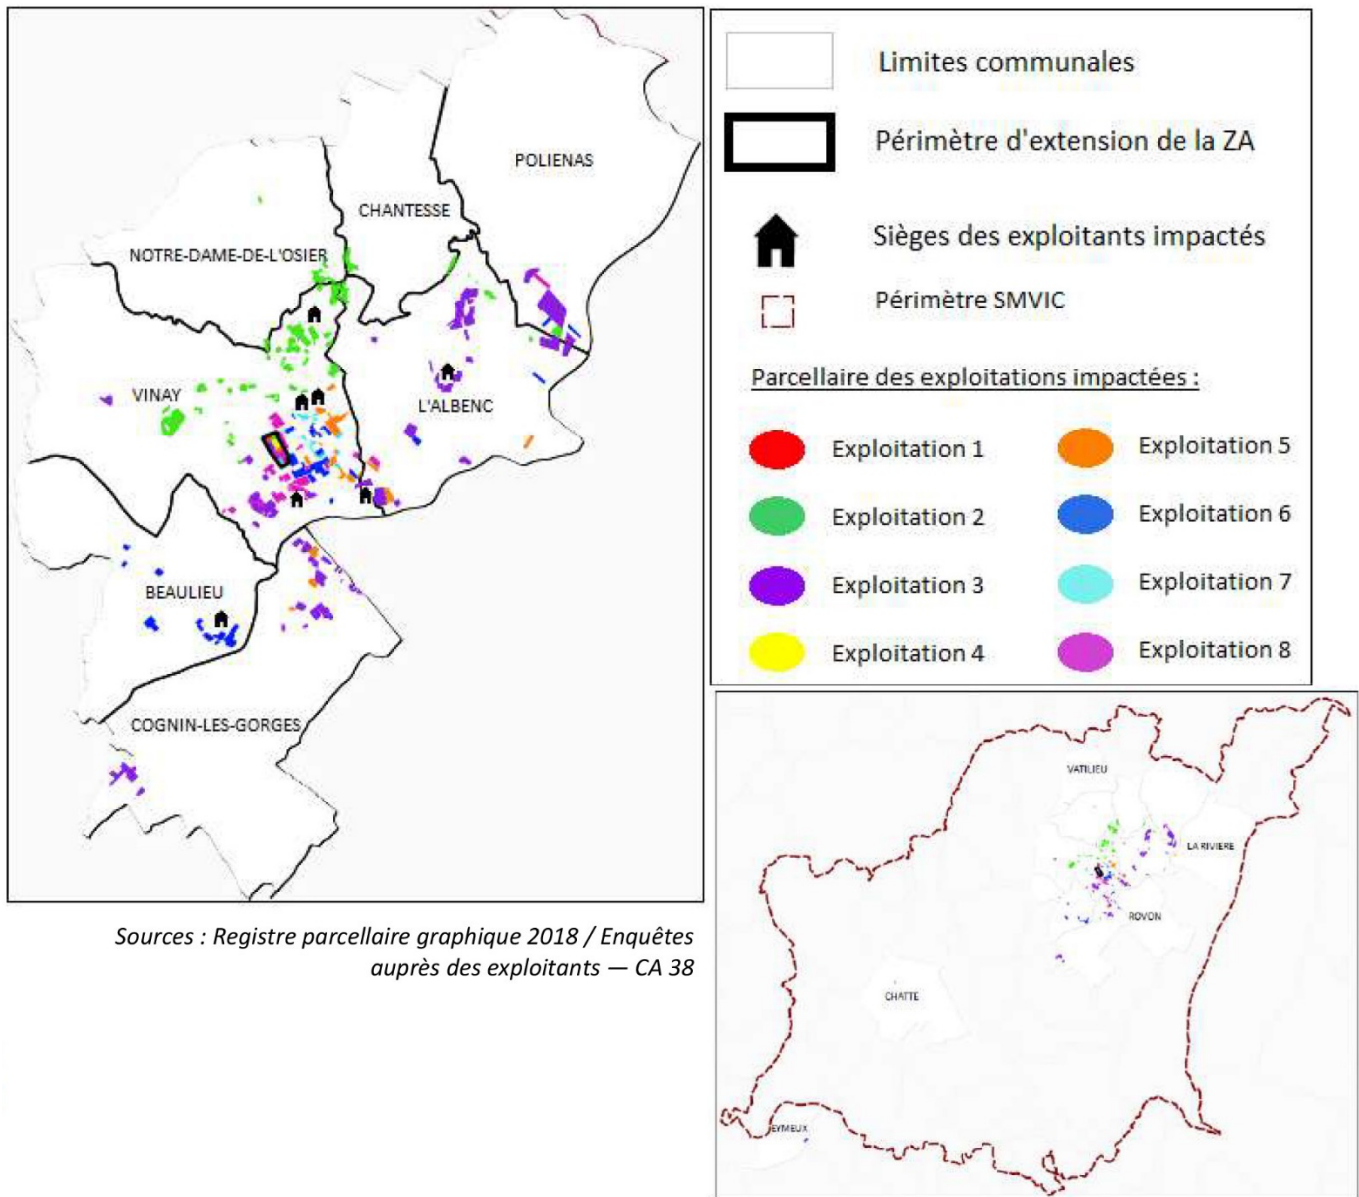 POLIENAS
CHANTESSE
NOTRE-DAME-DE-L'OSIER
VINAY
L'ALBENC
BEAULIEU
COGNIN-LES-GORGES
Limites communales
Périmètre d'extension de la ZA
Sièges des exploitants impactés
Périmètre SMVIC
Parcellaire des exploitations impactées :
Exploitation 1
Exploitation 5
Exploitation 2
Exploitation 6
Exploitation 3
Exploitation 7
Exploitation 4
Exploitation 8
VATILIEU
LA RIVIERE
ROVON
CHATTE
EYMEUX
Sources : Registre parcellaire graphique 2018 / Enquêtes
auprès des exploitants — CA 38